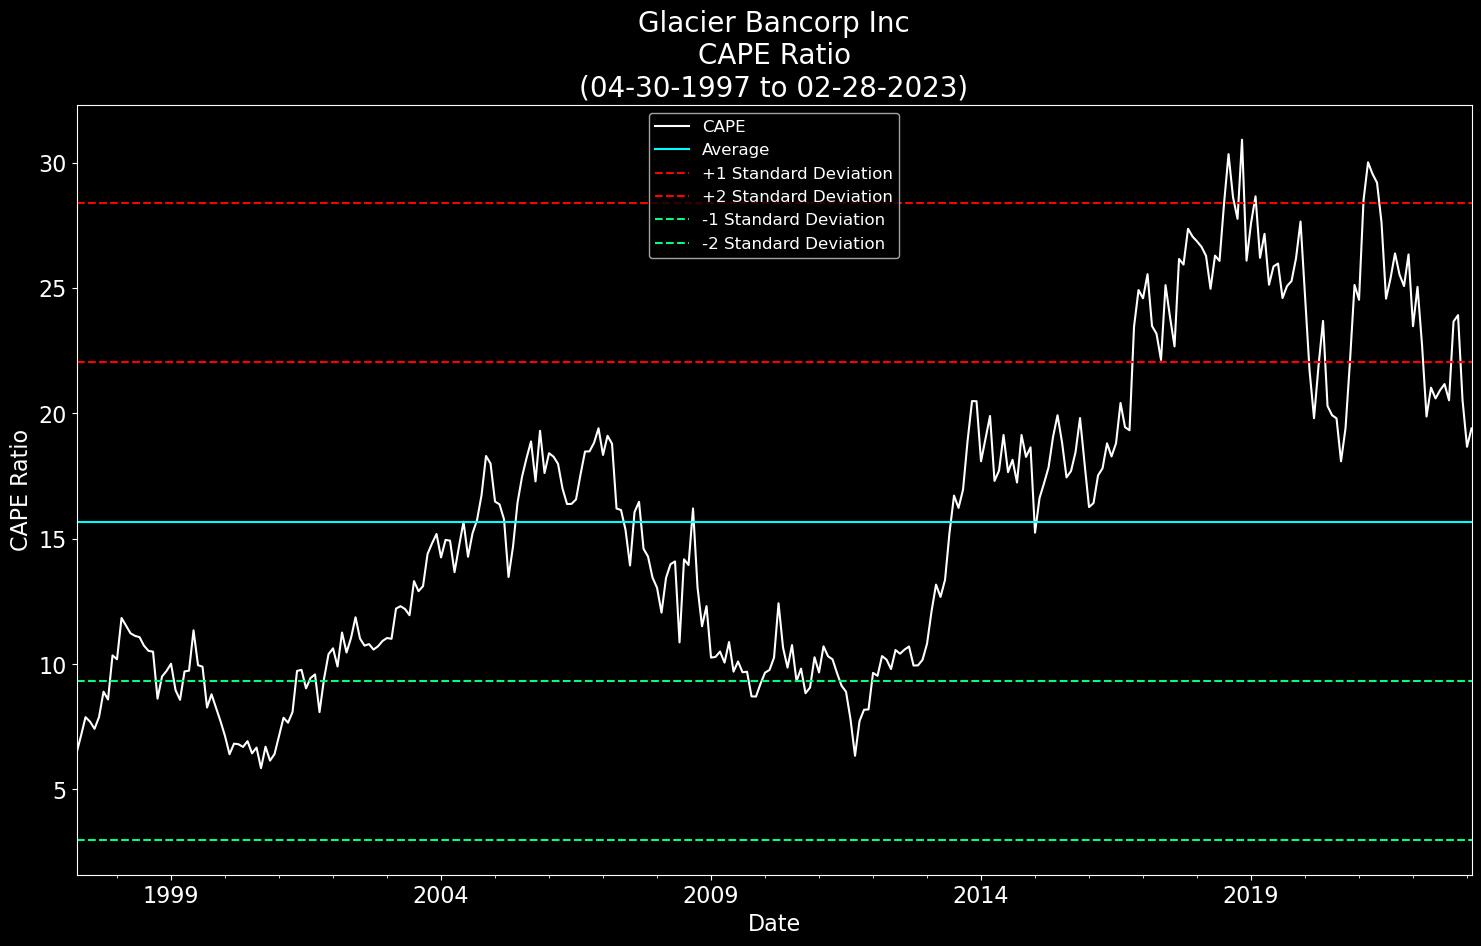 Glacier Bancorp Inc
CAPE Ratio
(04-30-1997 to 02-28-2023)
CAPE
Average
+1 Standard Deviation
+2 Standard Deviation
-1 Standard Deviation
-2 Standard Deviation
30
25
20
15
10
5
CAPE Ratio
1999 2004 2009 2014 2019
Date